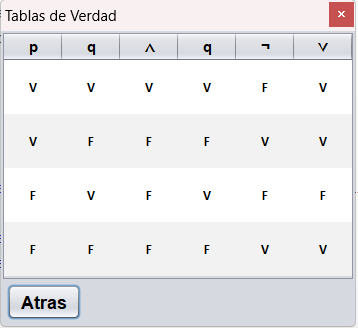 Tablas de Verdad ×
p q ∧ q ¬ ∨
V V V V F V
V F F F V V
F V F V F F
F F F F V V
Atras